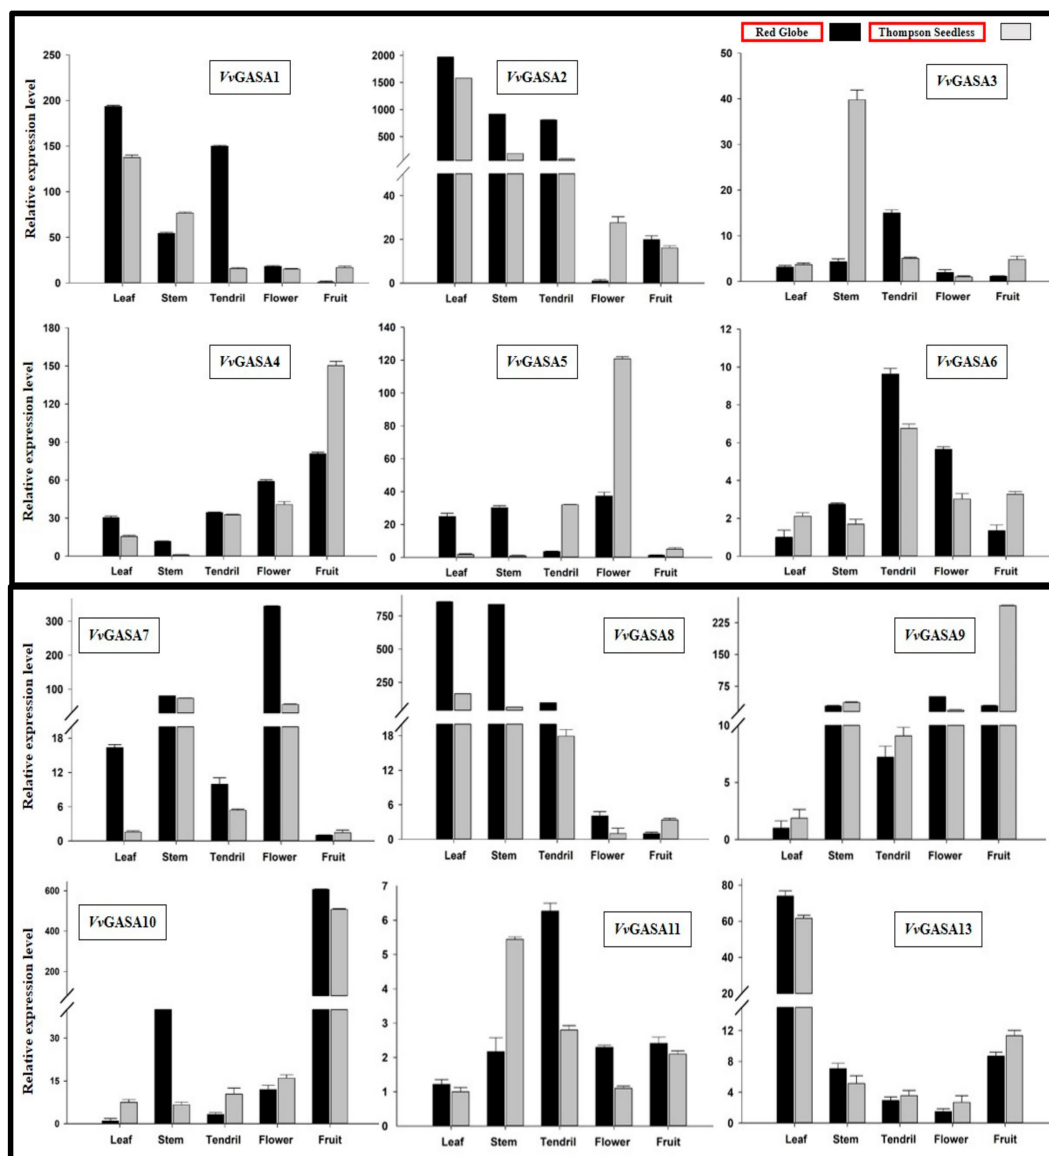 Red Globe Thompson Seedless
VvGASA1
VvGASA2
VvGASA3
Relative expression level
250
200
150
100
50
0
Leaf Stem Tendril Flower Fruit
2000
1500
1000
500
40
20
0
Leaf Stem Tendril Flower Fruit
50
40
30
20
10
0
Leaf Stem Tendril Flower Fruit
VvGASA4
VvGASA5
VvGASA6
Relative expression level
180
150
120
90
60
30
0
Leaf Stem Tendril Flower Fruit
140
120
100
80
60
40
20
0
Leaf Stem Tendril Flower Fruit
12
10
8
6
4
2
0
Leaf Stem Tendril Flower Fruit
VvGASA7
VvGASA8
VvGASA9
Relative expression level
300
200
100
18
12
6
0
Leaf Stem Tendril Flower Fruit
750
500
250
18
12
6
0
Leaf Stem Tendril Flower Fruit
275
225
175
125
75
10
5
0
Leaf Stem Tendril Flower Fruit
VvGASA10
VvGASA11
VvGASA13
Relative expression level
600
400
200
30
15
0
Leaf Stem Tendril Flower Fruit
7
6
5
4
3
2
1
0
Leaf Stem Tendril Flower Fruit
80
60
40
20
12
8
4
0
Leaf Stem Tendril Flower Fruit